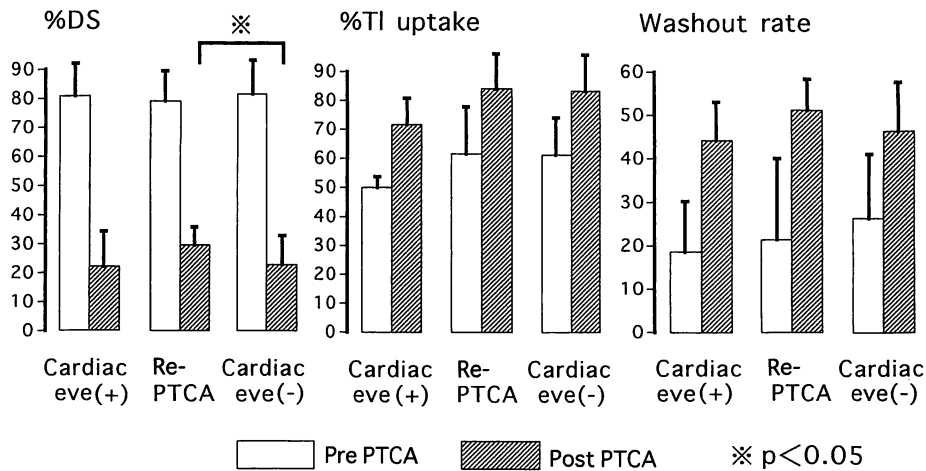 %DS
※
%Tl uptake
Washout rate
90
80
70
60
50
40
30
20
10
0
90
80
70
60
50
40
30
20
10
0
60
50
40
30
20
10
0
Cardiac
eve(+)
Re-
PTCA
Cardiac
eve(-)
Cardiac
eve(+)
Re-
PTCA
Cardiac
eve(-)
Cardiac
eve(+)
Re-
PTCA
Cardiac
eve(-)
Pre PTCA
Post PTCA
※ p<0.05